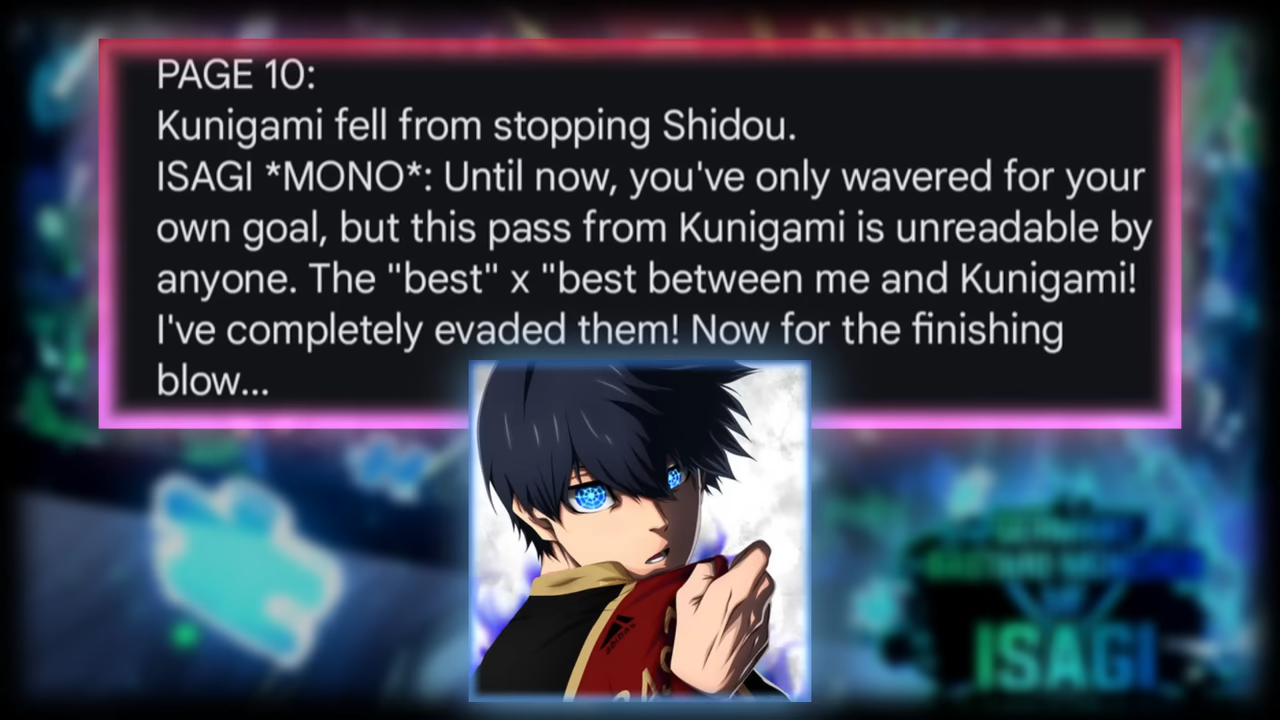 PAGE 10:
Kunigami fell from stopping Shidou.
ISAGI *MONO*: Until now, you've only wavered for your
own goal, but this pass from Kunigami is unreadable by
anyone. The "best" x "best between me and Kunigami!
I've completely evaded them! Now for the finishing
blow...
adidas
ISAGI